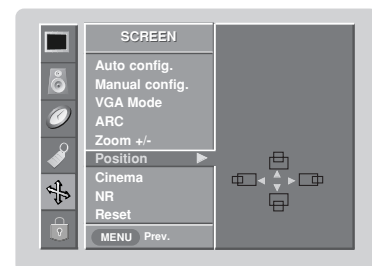 SCREEN
Auto config.
Manual config.
VGA Mode
ARC
Zoom +/-
Position
Cinema
NR
Reset
MENU Prev.